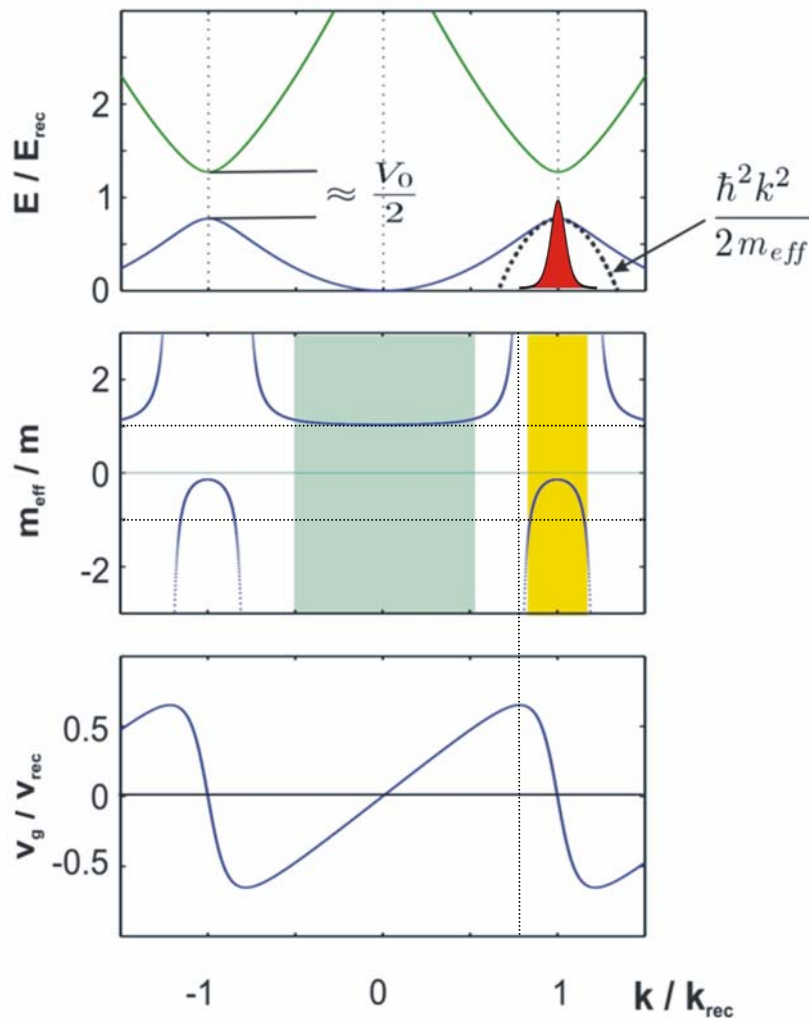 E / E_rec
2
1
0
≈ V_0/2
ħ²k²/2m_eff
m_eff / m
2
0
-2
v_g / v_rec
0.5
0
-0.5
-1 0 1 k / k_rec